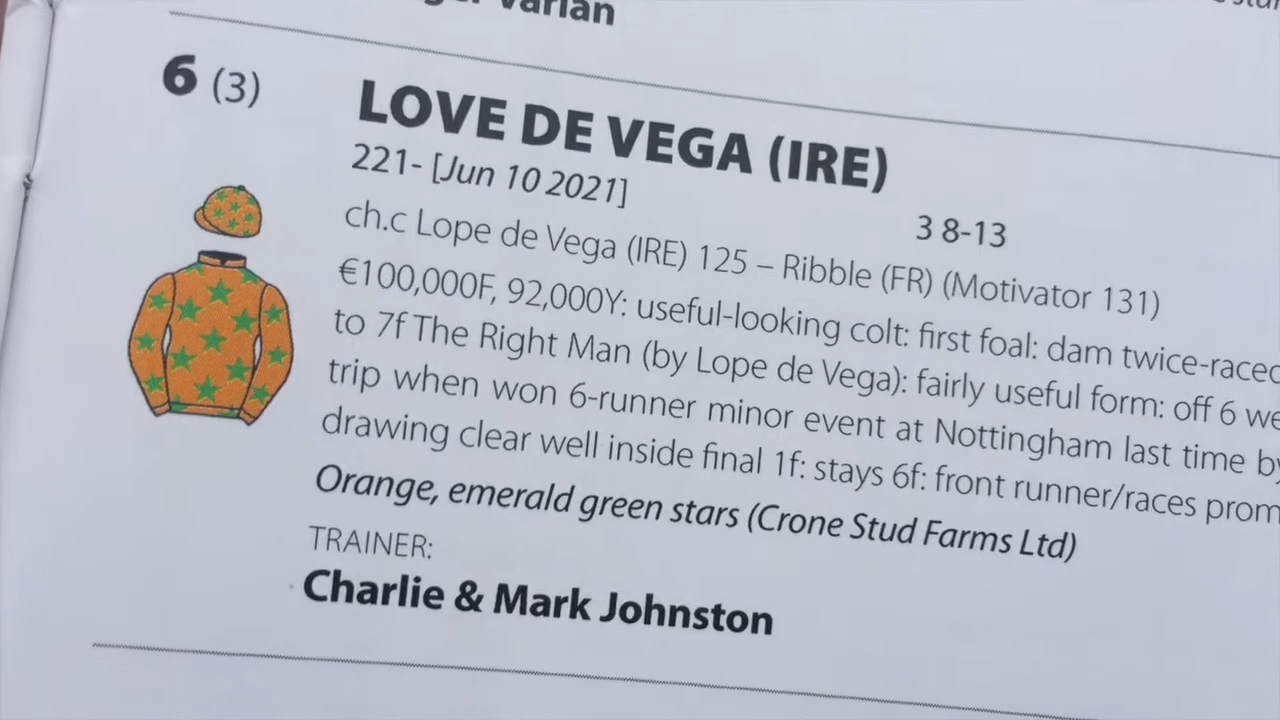 Varian
6 (3)
LOVE DE VEGA (IRE)
221- [Jun 10 2021]
3 8-13
ch.c Lope de Vega (IRE) 125 – Ribble (FR) (Motivator 131)
€100,000F, 92,000Y: useful-looking colt: first foal: dam twice-raced
to 7f The Right Man (by Lope de Vega): fairly useful form: off 6 we
trip when won 6-runner minor event at Nottingham last time by
drawing clear well inside final 1f: stays 6f: front runner/races prom
Orange, emerald green stars (Crone Stud Farms Ltd)
TRAINER:
Charlie & Mark Johnston